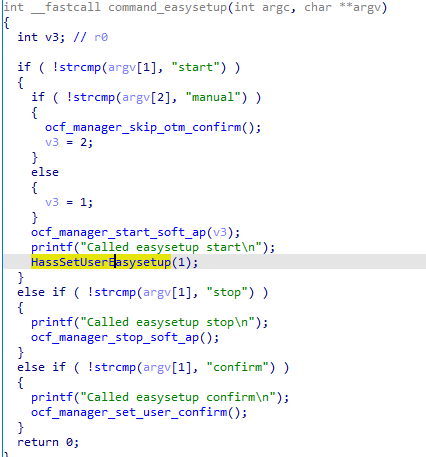 int __fastcall command_easysetup(int argc, char **argv)
{
  int v3; // r0
  if ( !strcmp(argv[1], "start") )
  {
    if ( !strcmp(argv[2], "manual") )
    {
      ocf_manager_skip_otm_confirm();
      v3 = 2;
    }
    else
    {
      v3 = 1;
    }
    ocf_manager_start_soft_ap(v3);
    printf("Called easysetup start\n");
    HassSetUserEasysetup(1);
  }
  else if ( !strcmp(argv[1], "stop") )
  {
    printf("Called easysetup stop\n");
    ocf_manager_stop_soft_ap();
  }
  else if ( !strcmp(argv[1], "confirm") )
  {
    printf("Called easysetup confirm\n");
    ocf_manager_set_user_confirm();
  }
  return 0;
}